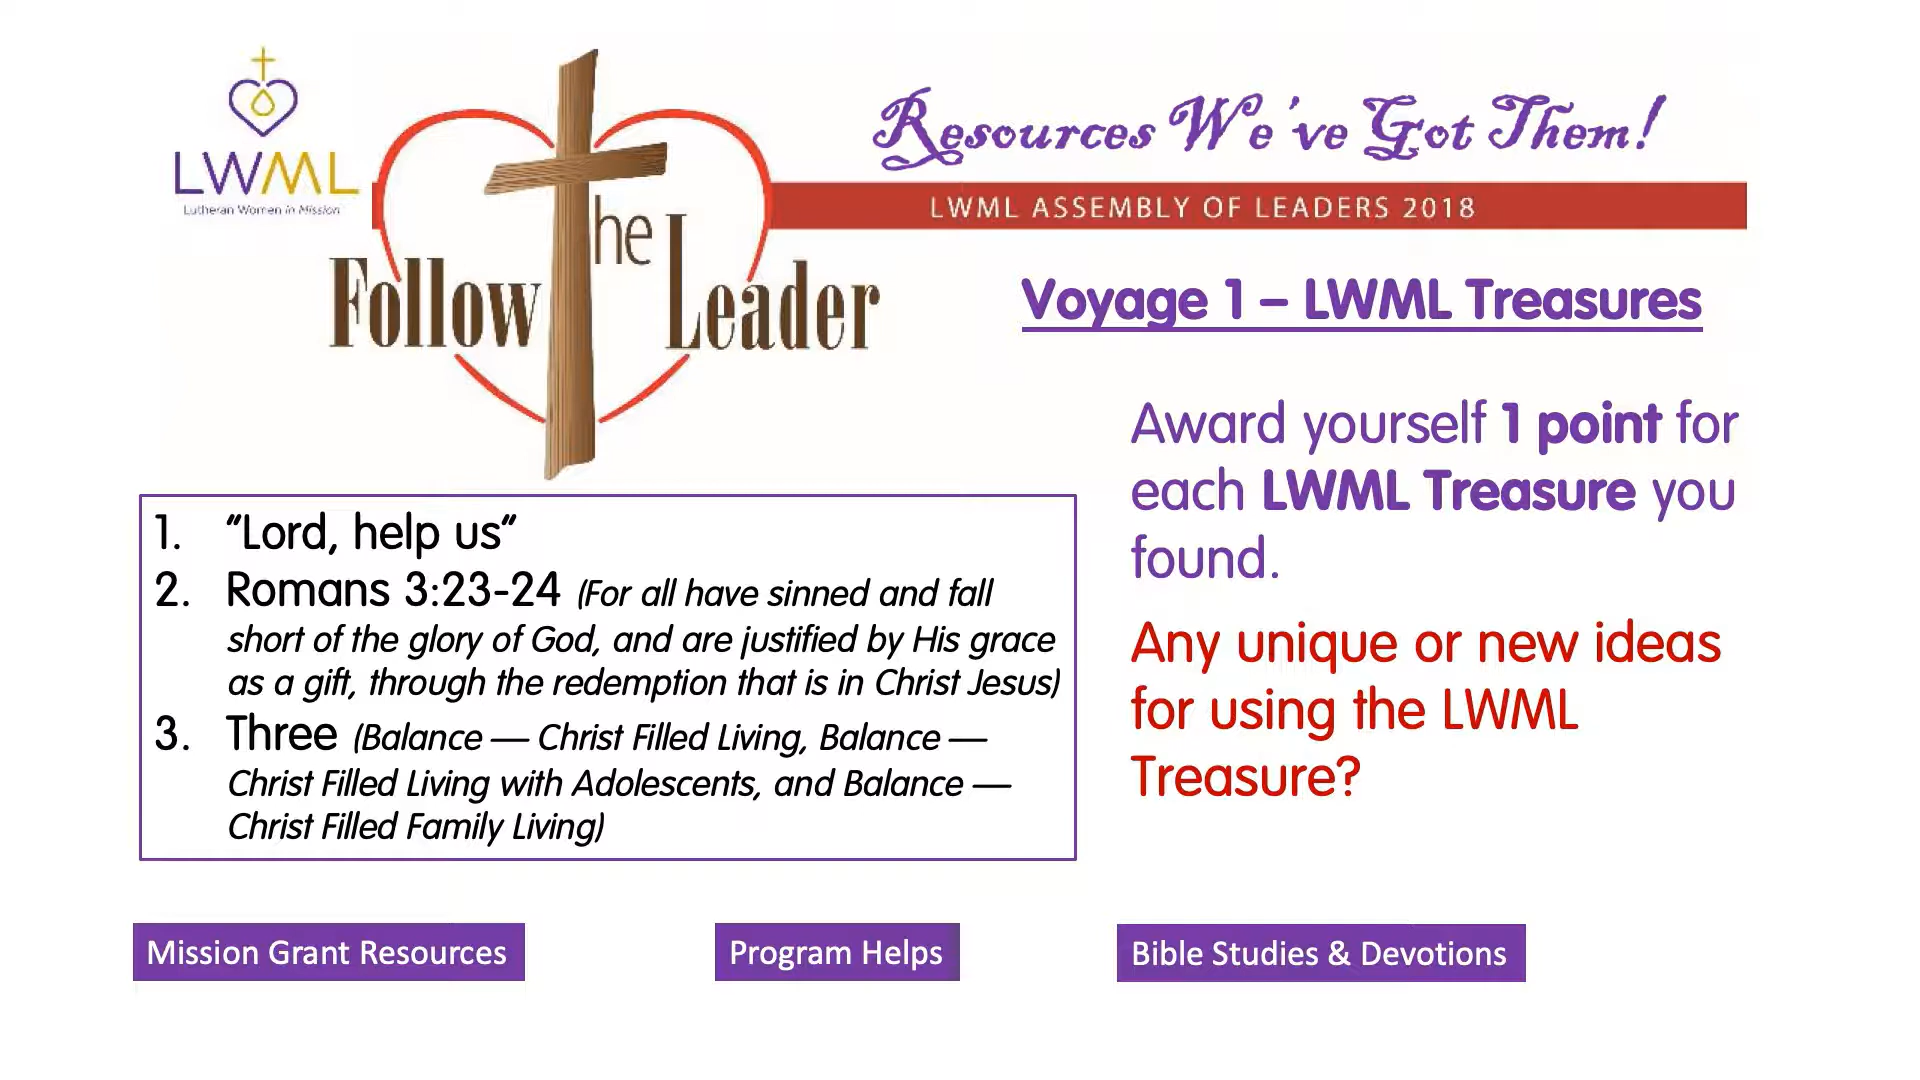 LWML
Lutheran Women in Mission
Resources We've Got Them!
LWML ASSEMBLY OF LEADERS 2018
Follow The Leader
Voyage 1 – LWML Treasures
Award yourself 1 point for
each LWML Treasure you
found.
Any unique or new ideas
for using the LWML
Treasure?
1. "Lord, help us"
2. Romans 3:23-24 (For all have sinned and fall
short of the glory of God, and are justified by His grace
as a gift, through the redemption that is in Christ Jesus)
3. Three (Balance — Christ Filled Living, Balance —
Christ Filled Living with Adolescents, and Balance —
Christ Filled Family Living)
Mission Grant Resources
Program Helps
Bible Studies & Devotions